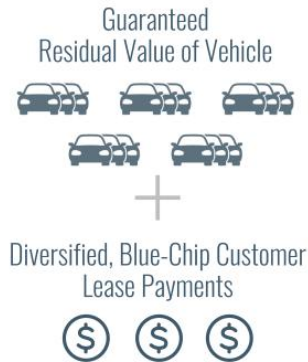 Guaranteed
Residual Value of Vehicle
+
Diversified, Blue-Chip Customer
Lease Payments
$ $ $